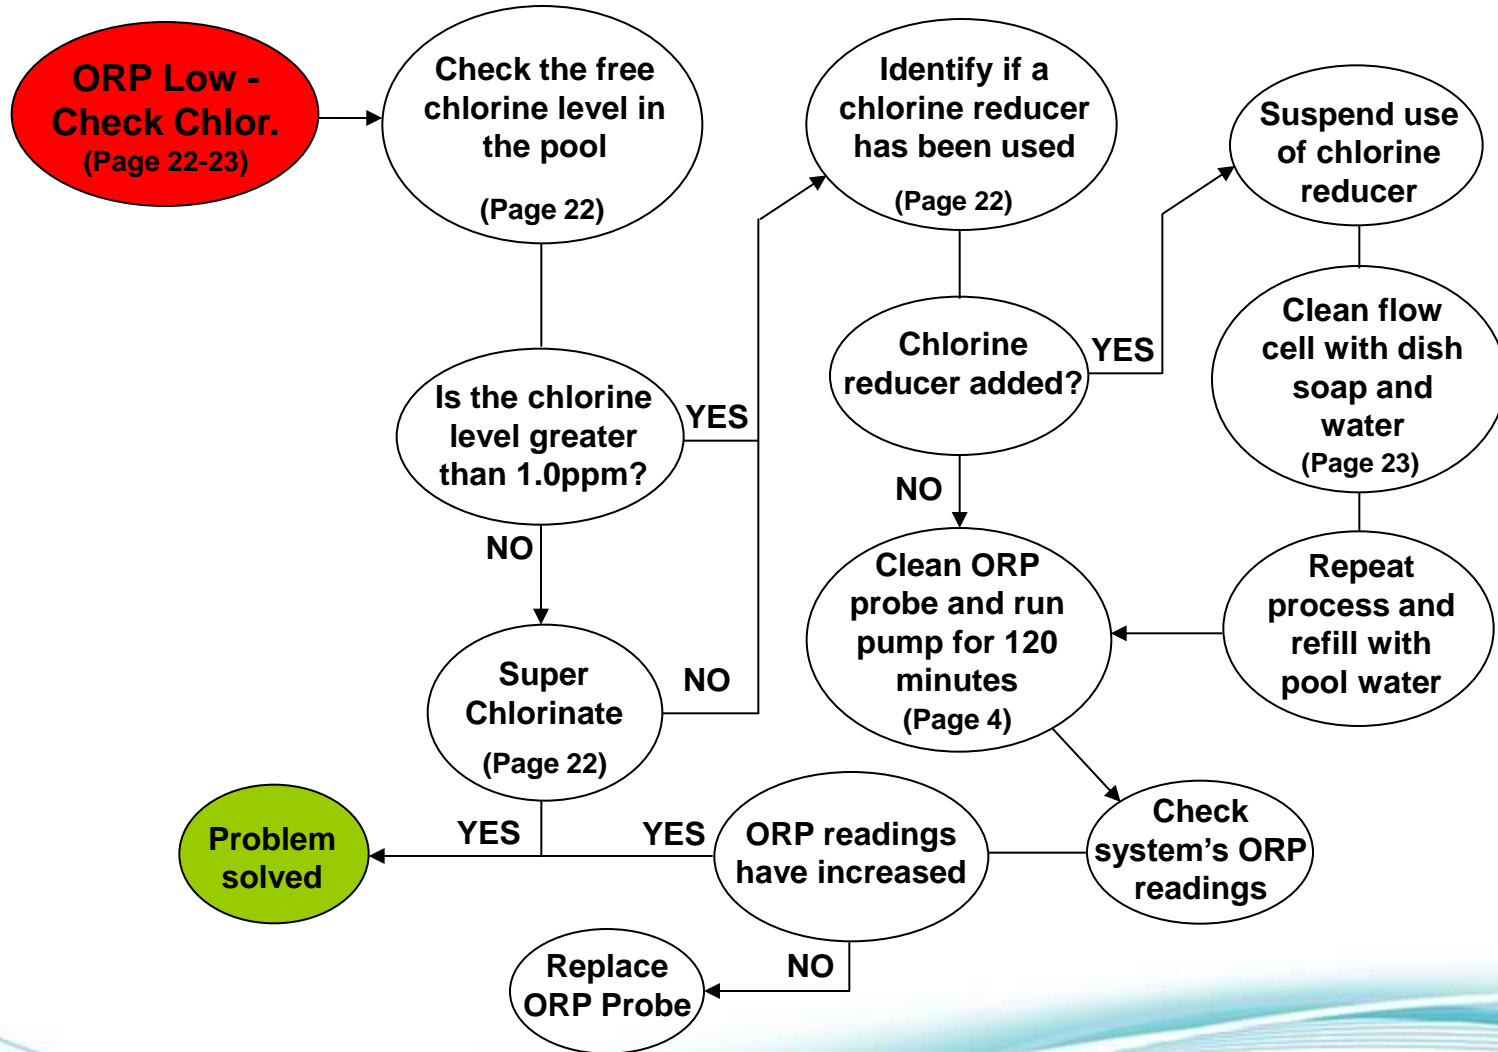 ORP Low -
Check Chlor.
(Page 22-23)
Check the free
chlorine level in
the pool
(Page 22)
Identify if a
chlorine reducer
has been used
(Page 22)
Suspend use
of chlorine
reducer
Is the chlorine
level greater
than 1.0ppm?
YES
NO
Chlorine
reducer added?
YES
NO
Clean flow
cell with dish
soap and
water
(Page 23)
Super
Chlorinate
(Page 22)
NO
YES
Clean ORP
probe and run
pump for 120
minutes
(Page 4)
Repeat
process and
refill with
pool water
Problem
solved
YES
ORP readings
have increased
NO
Check
system's ORP
readings
Replace
ORP Probe